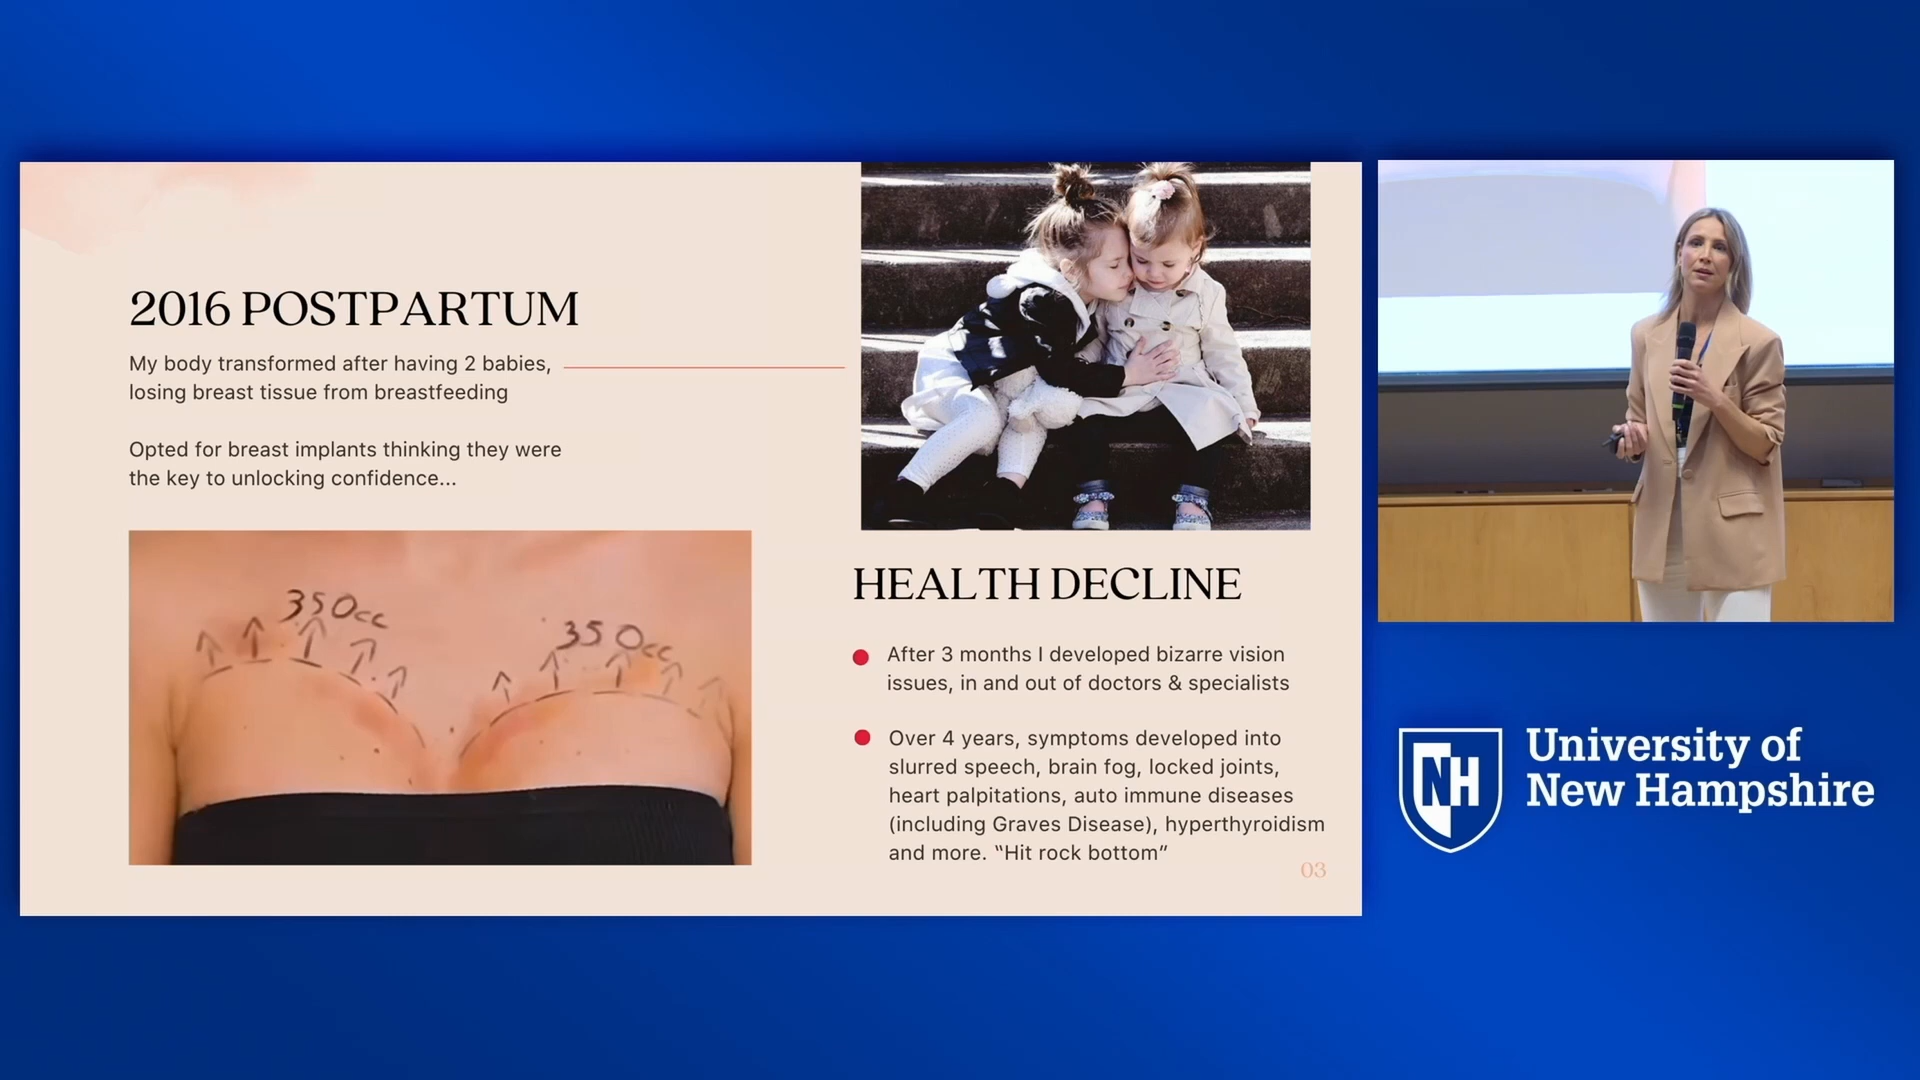 2016 POSTPARTUM
My body transformed after having 2 babies,
losing breast tissue from breastfeeding
Opted for breast implants thinking they were
the key to unlocking confidence...
350cc
350cc
HEALTH DECLINE
After 3 months I developed bizarre vision
issues, in and out of doctors & specialists
Over 4 years, symptoms developed into
slurred speech, brain fog, locked joints,
heart palpitations, auto immune diseases
(including Graves Disease), hyperthyroidism
and more. “Hit rock bottom”
03
NH
University of
New Hampshire